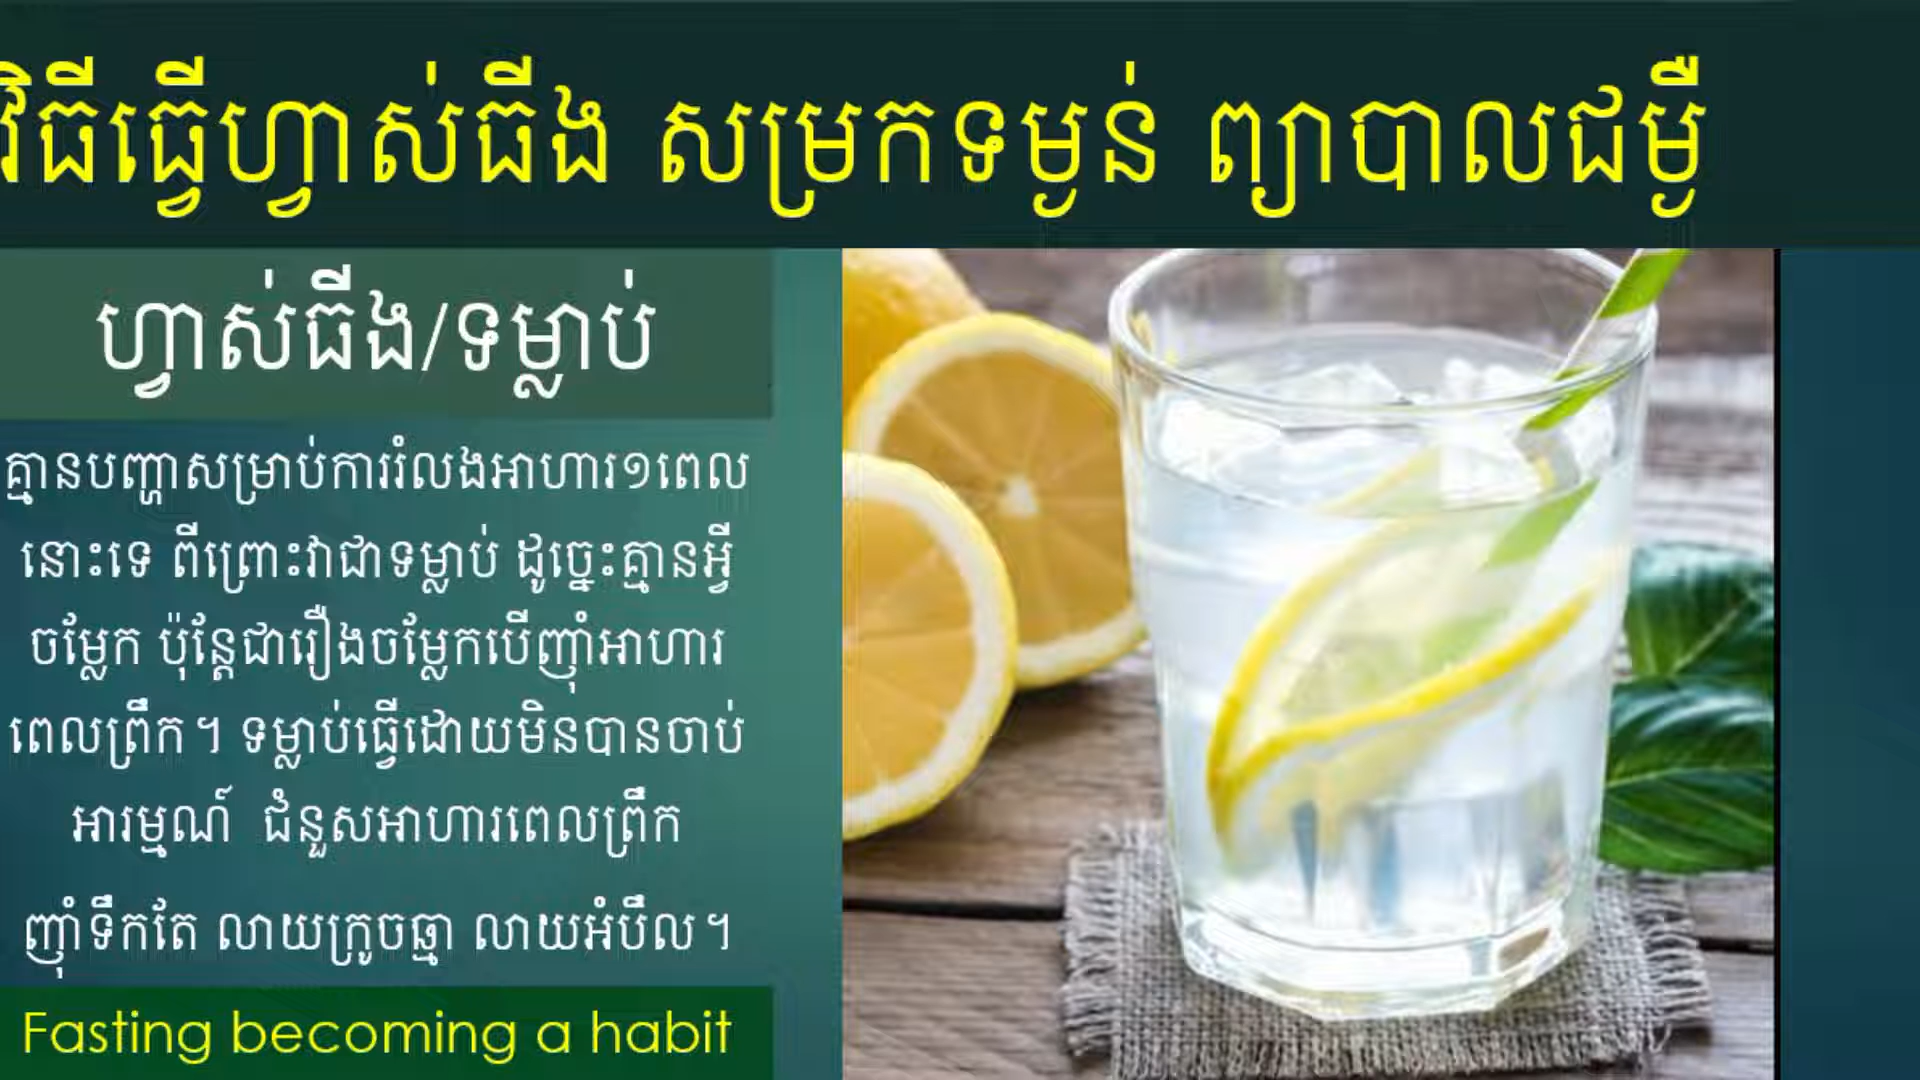 វិធីធ្វើហ្វាស់ធីង សម្រកទម្ងន់ ព្យាបាលជម្ងឺ
ហ្វាស់ធីង/ទម្លាប់
គ្មានបញ្ហាសម្រាប់ការរំលងអាហារ១ពេល
នោះទេ ពីព្រោះវាជាទម្លាប់ ដូច្នេះគ្មានអ្វី
ចម្លែក ប៉ុន្តែជារឿងចម្លែកបើញ៉ាំអាហារ
ពេលព្រឹក។ ទម្លាប់ធ្វើដោយមិនបានចាប់
អារម្មណ៍ ជំនួសអាហារពេលព្រឹក
ញ៉ាំទឹកតែ លាយក្រូចឆ្មា លាយអំបិល។
Fasting becoming a habit